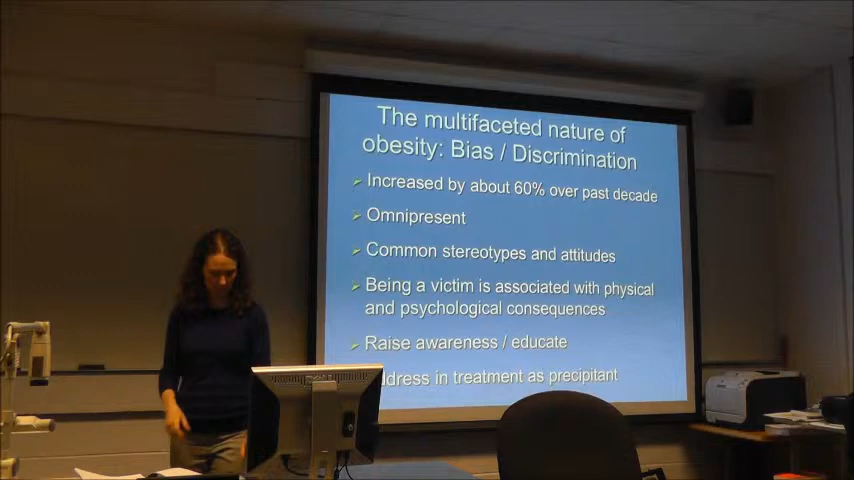 The multifaceted nature of
obesity: Bias / Discrimination
Increased by about 60% over past decade
Omnipresent
Common stereotypes and attitudes
Being a victim is associated with physical
and psychological consequences
Raise awareness / educate
ddress in treatment as precipitant